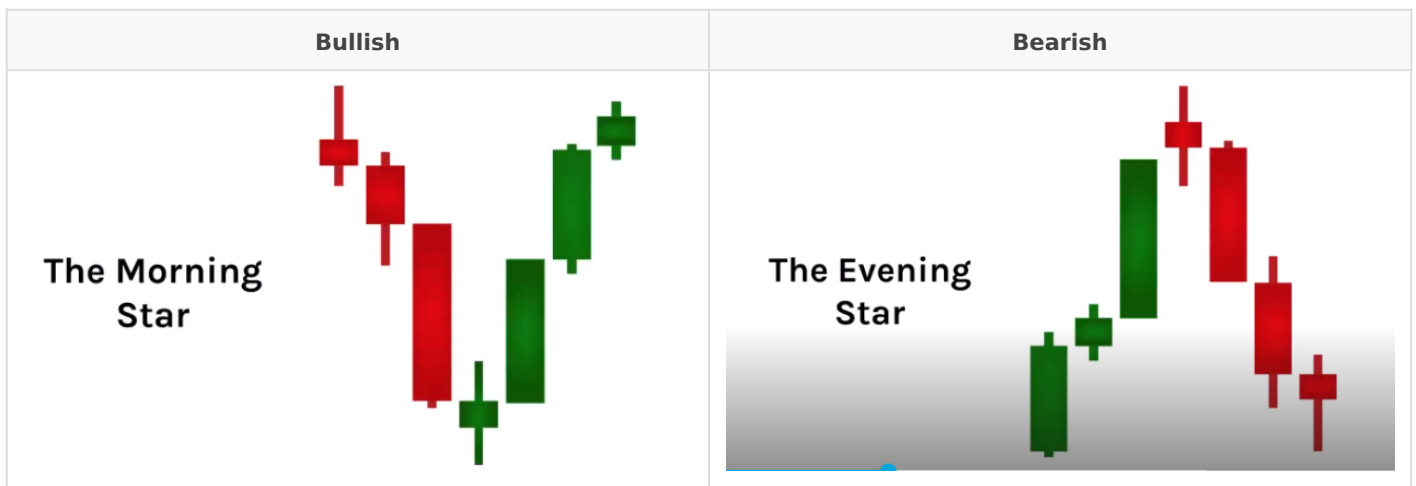 Bullish
Bearish
The Morning
Star
The Evening
Star